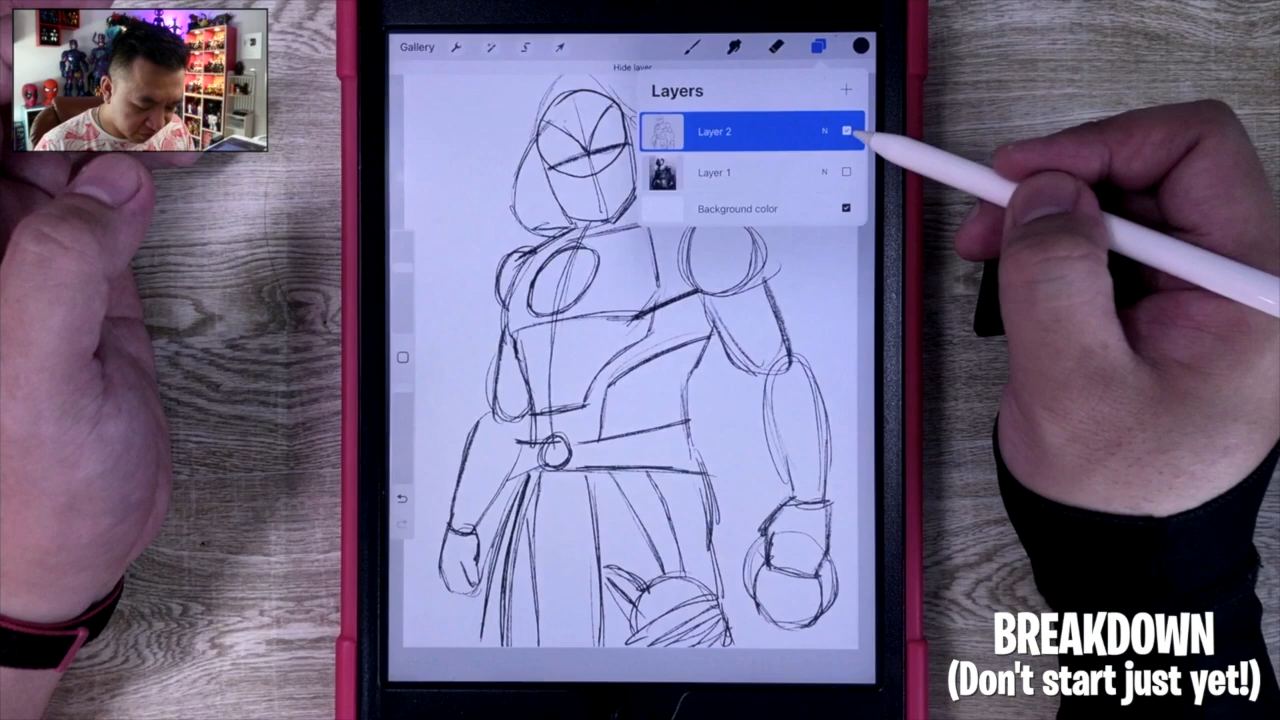 Gallery
Hide layer
Layers
Layer 2 N
Layer 1 N
Background color
BREAKDOWN
(Don't start just yet!)